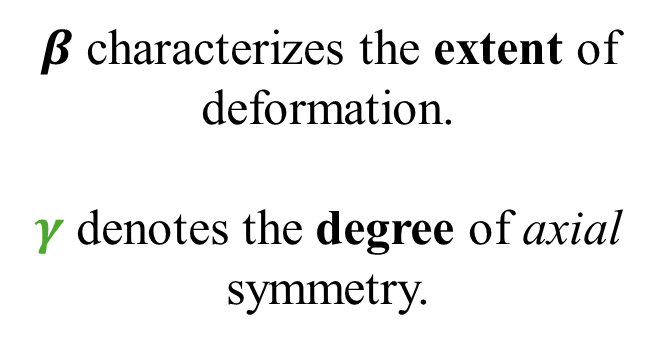 β characterizes the extent of
deformation.
γ denotes the degree of axial
symmetry.